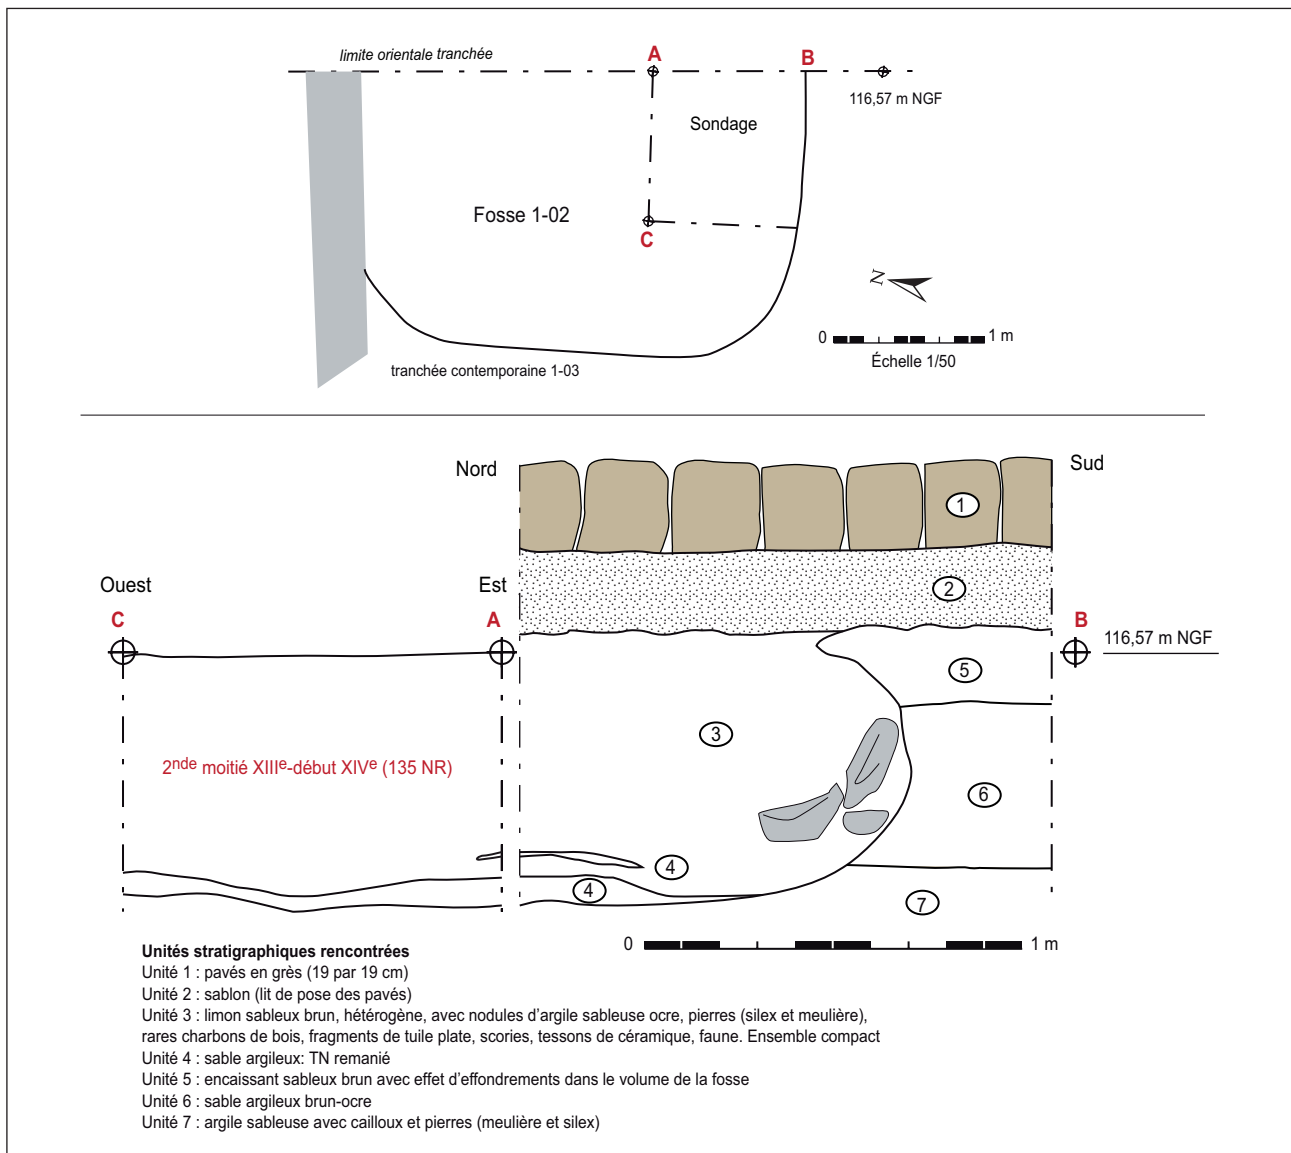 limite orientale tranchée
A
B
116,57 m NGF
Sondage
Fosse 1-02
C
N
0 1 m
Échelle 1/50
tranchée contemporaine 1-03
Nord
Sud
1
Ouest
Est
2
C
A
B
116,57 m NGF
5
3
2nde moitié XIIIe-début XIVe (135 NR)
6
4
4
7
0 1 m
Unités stratigraphiques rencontrées
Unité 1 : pavés en grès (19 par 19 cm)
Unité 2 : sablon (lit de pose des pavés)
Unité 3 : limon sableux brun, hétérogène, avec nodules d'argile sableuse ocre, pierres (silex et meulière),
rares charbons de bois, fragments de tuile plate, scories, tessons de céramique, faune. Ensemble compact
Unité 4 : sable argileux: TN remanié
Unité 5 : encaissant sableux brun avec effet d'effondrements dans le volume de la fosse
Unité 6 : sable argileux brun-ocre
Unité 7 : argile sableuse avec cailloux et pierres (meulière et silex)